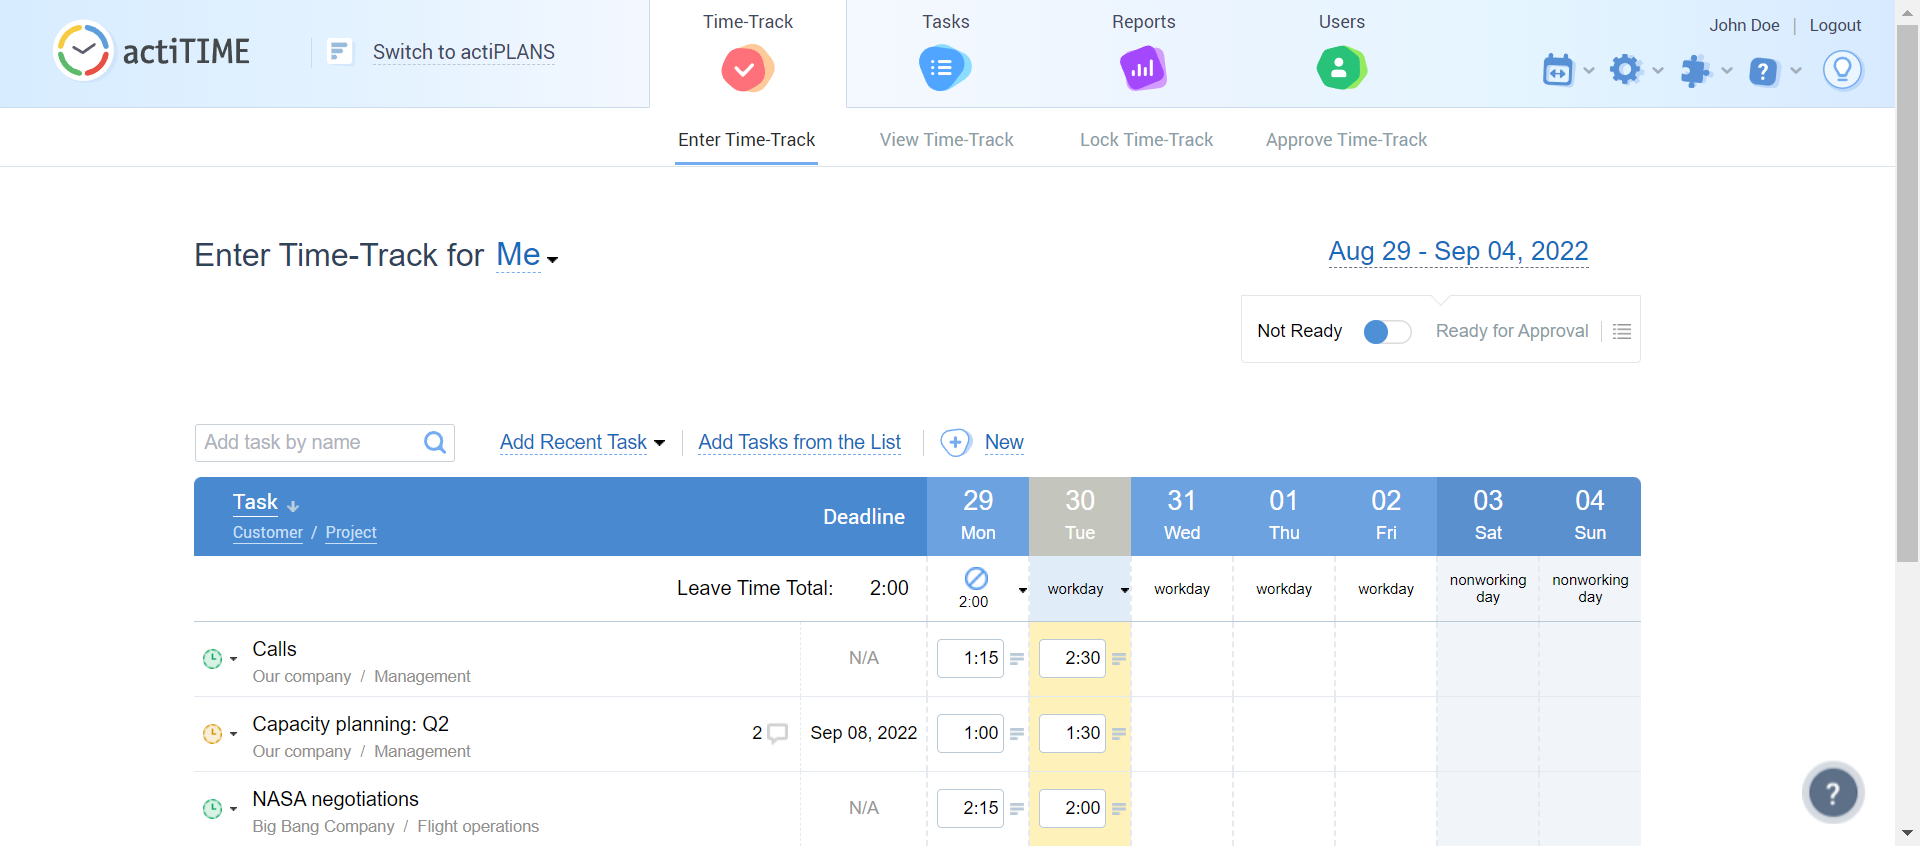 actiTIME
Switch to actiPLANS
Time-Track
Tasks
Reports
Users
John Doe | Logout
Enter Time-Track
View Time-Track
Lock Time-Track
Approve Time-Track
Enter Time-Track for Me
Aug 29 - Sep 04, 2022
Not Ready
Ready for Approval
Add task by name
Add Recent Task
Add Tasks from the List
New
Task
Customer / Project
Deadline
29 Mon
30 Tue
31 Wed
01 Thu
02 Fri
03 Sat
04 Sun
Leave Time Total: 2:00
2:00
workday
workday
workday
workday
nonworking
day
nonworking
day
Calls
Our company / Management
N/A
1:15
2:30
Capacity planning: Q2
Our company / Management
2
Sep 08, 2022
1:00
1:30
NASA negotiations
Big Bang Company / Flight operations
N/A
2:15
2:00
?
?